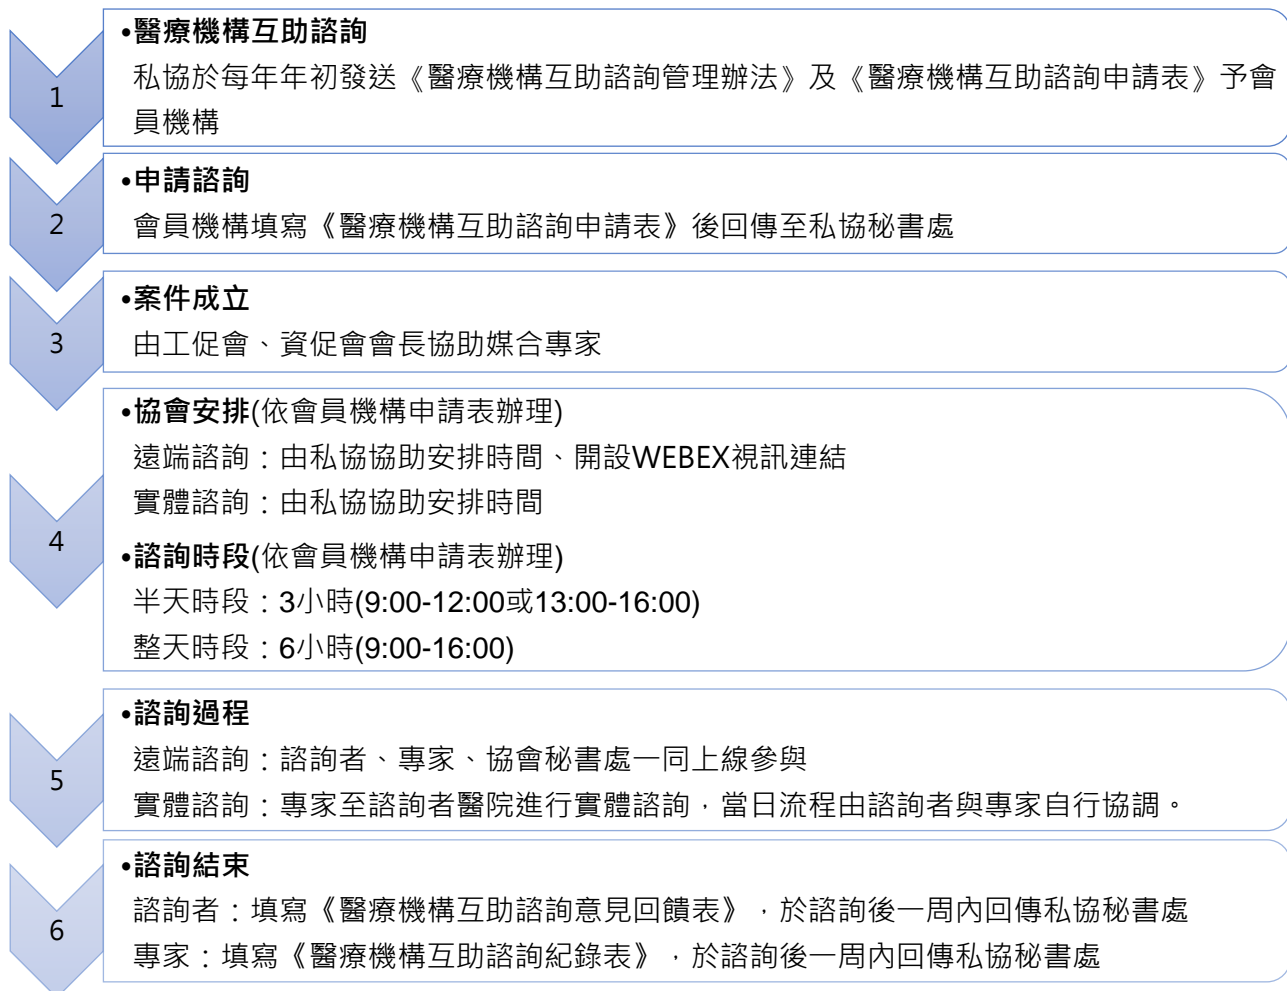 1
•醫療機構互助諮詢
私協於每年年初發送《醫療機構互助諮詢管理辦法》及《醫療機構互助諮詢申請表》予會
員機構
2
•申請諮詢
會員機構填寫《醫療機構互助諮詢申請表》後回傳至私協秘書處
3
•案件成立
由工促會、資促會會長協助媒合專家
4
•協會安排(依會員機構申請表辦理)
遠端諮詢：由私協協助安排時間、開設WEBEX視訊連結
實體諮詢：由私協協助安排時間
•諮詢時段(依會員機構申請表辦理)
半天時段：3小時(9:00-12:00或13:00-16:00)
整天時段：6小時(9:00-16:00)
5
•諮詢過程
遠端諮詢：諮詢者、專家、協會秘書處一同上線參與
實體諮詢：專家至諮詢者醫院進行實體諮詢，當日流程由諮詢者與專家自行協調。
6
•諮詢結束
諮詢者：填寫《醫療機構互助諮詢意見回饋表》，於諮詢後一周內回傳私協秘書處
專家：填寫《醫療機構互助諮詢紀錄表》，於諮詢後一周內回傳私協秘書處